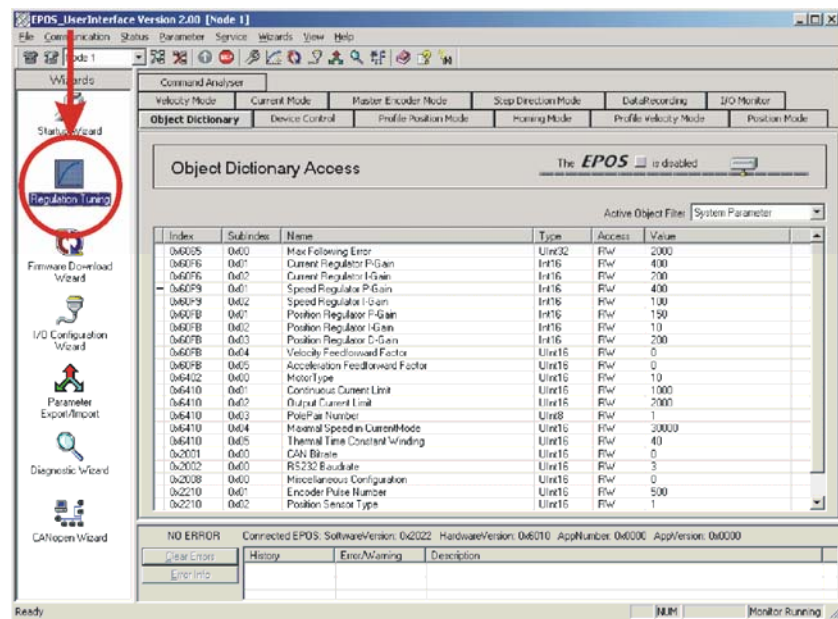 EPOS_UserInterface Version 2.00 [Node 1]
File Communication Status Parameter Service Wizards View Help
Node 1
Wizards
Startup Wizard
Regulation Tuning
Firmware Download
Wizard
I/O Configuration
Wizard
Parameter
Export/Import
Diagnostic Wizard
CANopen Wizard
Command Analyser
Velocity Mode Current Mode Master Encoder Mode Step Direction Mode DataRecording I/O Monitor
Object Dictionary Device Control Profile Position Mode Homing Mode Profile Velocity Mode Position Mode
Object Dictionary Access
The EPOS is disabled
Active Object Filter System Parameter
Index Subindex Name Type Access Value
0x6065 0x00 Max Following Error UInt32 RW 2000
0x60F6 0x01 Current Regulator P-Gain Int16 RW 400
0x60F6 0x02 Current Regulator I-Gain Int16 RW 200
0x60F9 0x01 Speed Regulator P-Gain Int16 RW 400
0x60F9 0x02 Speed Regulator I-Gain Int16 RW 100
0x60FB 0x01 Position Regulator P-Gain Int16 RW 150
0x60FB 0x02 Position Regulator I-Gain Int16 RW 10
0x60FB 0x03 Position Regulator D-Gain Int16 RW 200
0x60FB 0x04 Velocity Feedforward Factor UInt16 RW 0
0x60FB 0x05 Acceleration Feedforward Factor UInt16 RW 0
0x6402 0x00 MotorType UInt16 RW 10
0x6410 0x01 Continuous Current Limit UInt16 RW 1000
0x6410 0x02 Output Current Limit UInt16 RW 2000
0x6410 0x03 PolePair Number UInt8 RW 1
0x6410 0x04 Maximal Speed in CurrentMode UInt16 RW 30000
0x6410 0x05 Thermal Time Constant Winding UInt16 RW 40
0x2001 0x00 CAN Bitrate UInt16 RW 0
0x2002 0x00 RS232 Baudrate UInt16 RW 3
0x2008 0x00 Miscellaneous Configuration UInt16 RW 0
0x2210 0x01 Encoder Pulse Number UInt16 RW 500
0x2210 0x02 Position Sensor Type UInt16 RW 1
NO ERROR Connected EPOS: SoftwareVersion: 0x2022 HardwareVersion: 0x6010 AppNumber: 0x0000 AppVersion: 0x0000
Clear Errors History Error/Warning Description
Error Info
Ready NUM Monitor Running